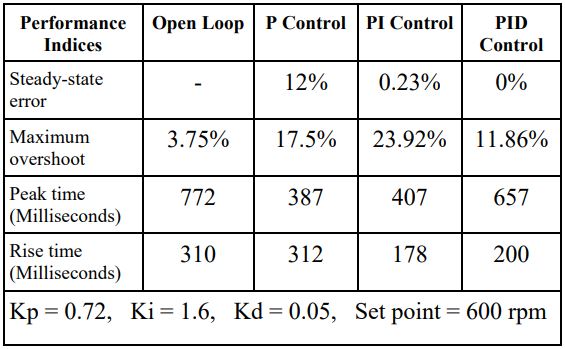 Performance Indices Open Loop P Control PI Control PID Control
Steady-state error - 12% 0.23% 0%
Maximum overshoot 3.75% 17.5% 23.92% 11.86%
Peak time (Milliseconds) 772 387 407 657
Rise time (Milliseconds) 310 312 178 200
Kp = 0.72, Ki = 1.6, Kd = 0.05, Set point = 600 rpm